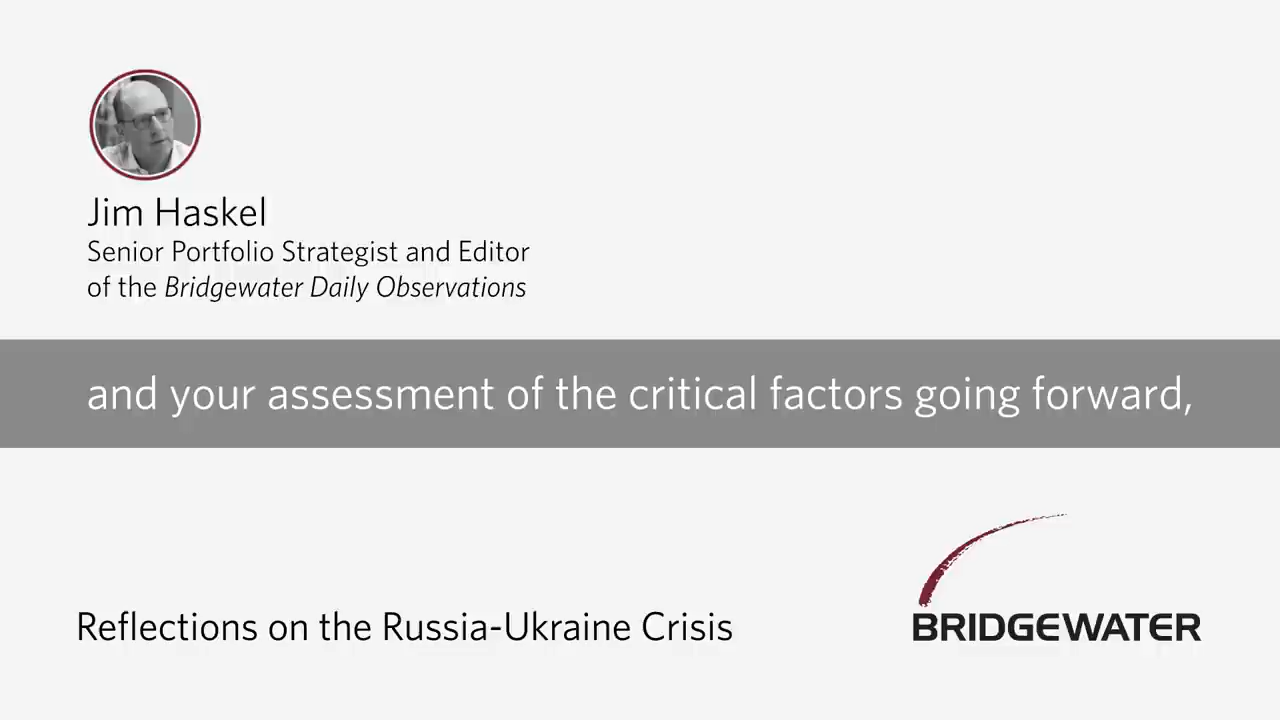 Jim Haskel
Senior Portfolio Strategist and Editor
of the Bridgewater Daily Observations
and your assessment of the critical factors going forward,
Reflections on the Russia-Ukraine Crisis
BRIDGEWATER